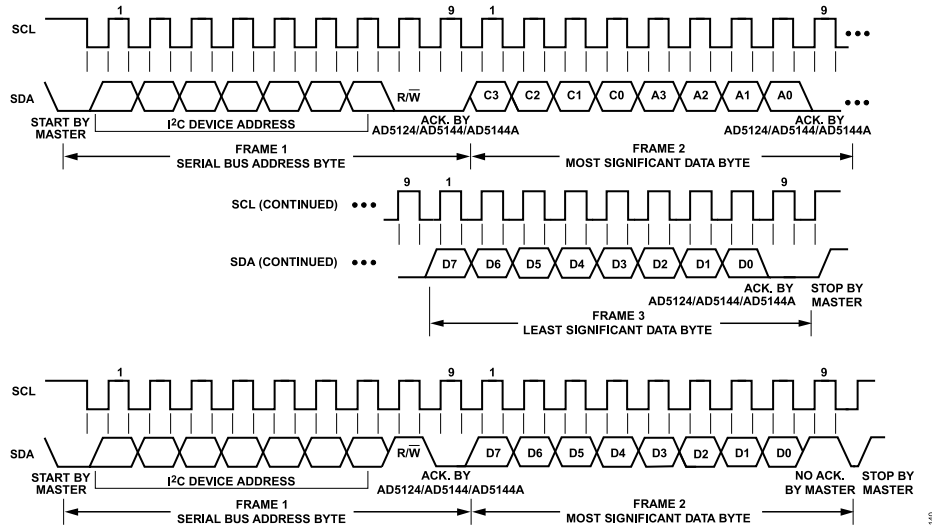 1 9 1 9
SCL
SDA R/W C3 C2 C1 C0 A3 A2 A1 A0
START BY MASTER
I²C DEVICE ADDRESS
ACK. BY AD5124/AD5144/AD5144A
ACK. BY AD5124/AD5144/AD5144A
FRAME 1
SERIAL BUS ADDRESS BYTE
FRAME 2
MOST SIGNIFICANT DATA BYTE
9 1 9
SCL (CONTINUED)
SDA (CONTINUED) D7 D6 D5 D4 D3 D2 D1 D0
ACK. BY AD5124/AD5144/AD5144A
STOP BY MASTER
FRAME 3
LEAST SIGNIFICANT DATA BYTE
1 9 1 9
SCL
SDA R/W D7 D6 D5 D4 D3 D2 D1 D0
START BY MASTER
I²C DEVICE ADDRESS
ACK. BY AD5124/AD5144/AD5144A
NO ACK. BY MASTER
STOP BY MASTER
FRAME 1
SERIAL BUS ADDRESS BYTE
FRAME 2
MOST SIGNIFICANT DATA BYTE